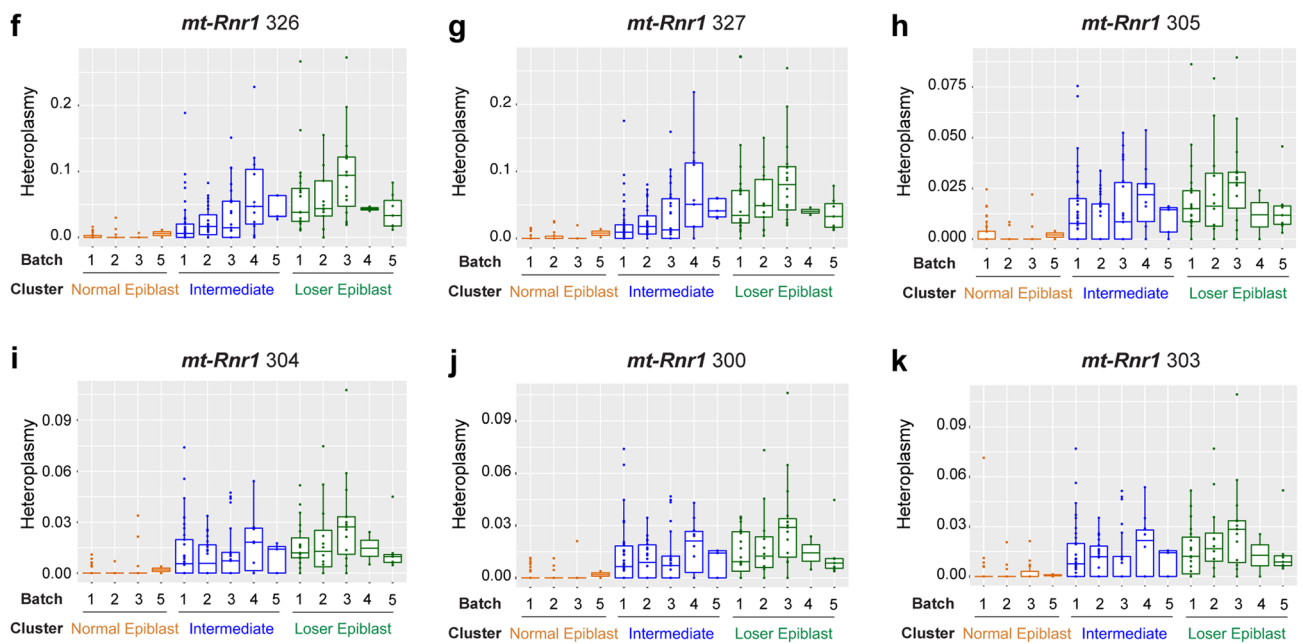 f
mt-Rnr1 326
Heteroplasmy
0.2
0.1
0.0
Batch 1 2 3 5 1 2 3 4 5 1 2 3 4 5
Cluster Normal Epiblast Intermediate Loser Epiblast
g
mt-Rnr1 327
Heteroplasmy
0.2
0.1
0.0
Batch 1 2 3 5 1 2 3 4 5 1 2 3 4 5
Cluster Normal Epiblast Intermediate Loser Epiblast
h
mt-Rnr1 305
Heteroplasmy
0.075
0.050
0.025
0.000
Batch 1 2 3 5 1 2 3 4 5 1 2 3 4 5
Cluster Normal Epiblast Intermediate Loser Epiblast
i
mt-Rnr1 304
Heteroplasmy
0.09
0.06
0.03
0.00
Batch 1 2 3 5 1 2 3 4 5 1 2 3 4 5
Cluster Normal Epiblast Intermediate Loser Epiblast
j
mt-Rnr1 300
Heteroplasmy
0.09
0.06
0.03
0.00
Batch 1 2 3 5 1 2 3 4 5 1 2 3 4 5
Cluster Normal Epiblast Intermediate Loser Epiblast
k
mt-Rnr1 303
Heteroplasmy
0.09
0.06
0.03
0.00
Batch 1 2 3 5 1 2 3 4 5 1 2 3 4 5
Cluster Normal Epiblast Intermediate Loser Epiblast